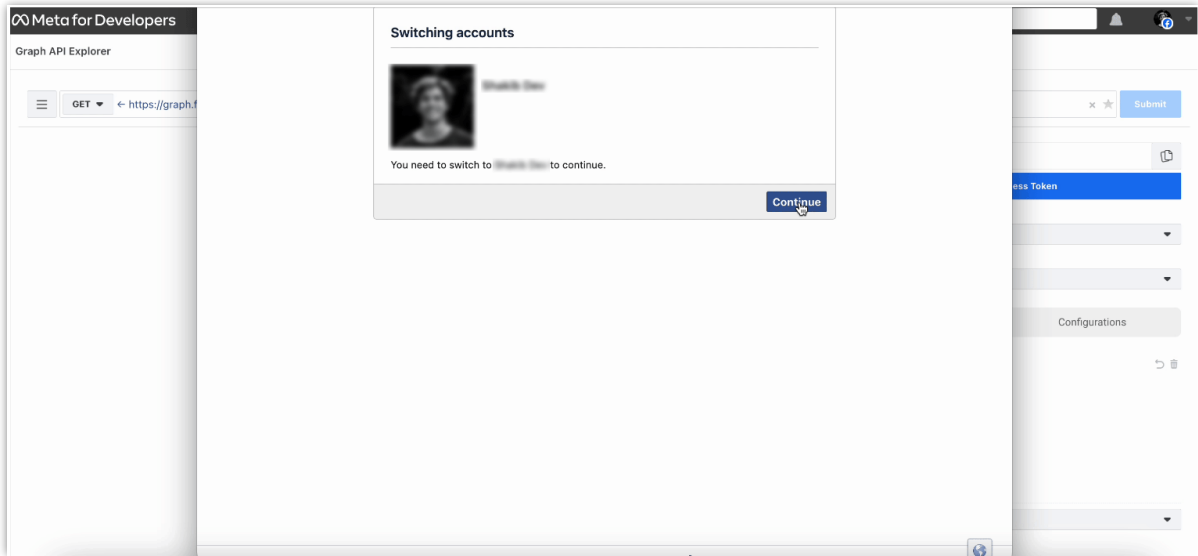 Meta for Developers
Graph API Explorer
GET
← https://graph.f
Switching accounts
You need to switch to
to continue.
Continue
× 
Submit
ess Token
Configurations